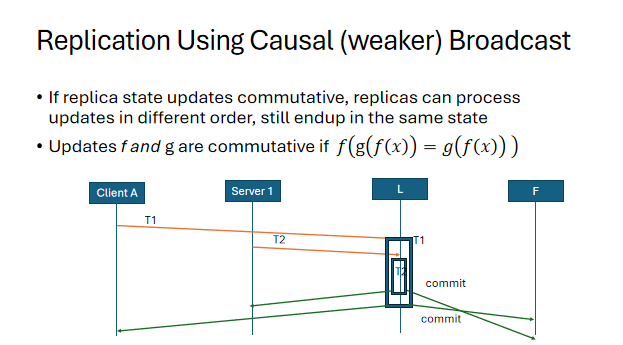 Replication Using Causal (weaker) Broadcast
• If replica state updates commutative, replicas can process
updates in different order, still endup in the same state
• Updates f and g are commutative if f(g(f(x)) = g(f(x)) )
Client A
Server 1
L
F
T1
T2
T1
T2
commit
commit